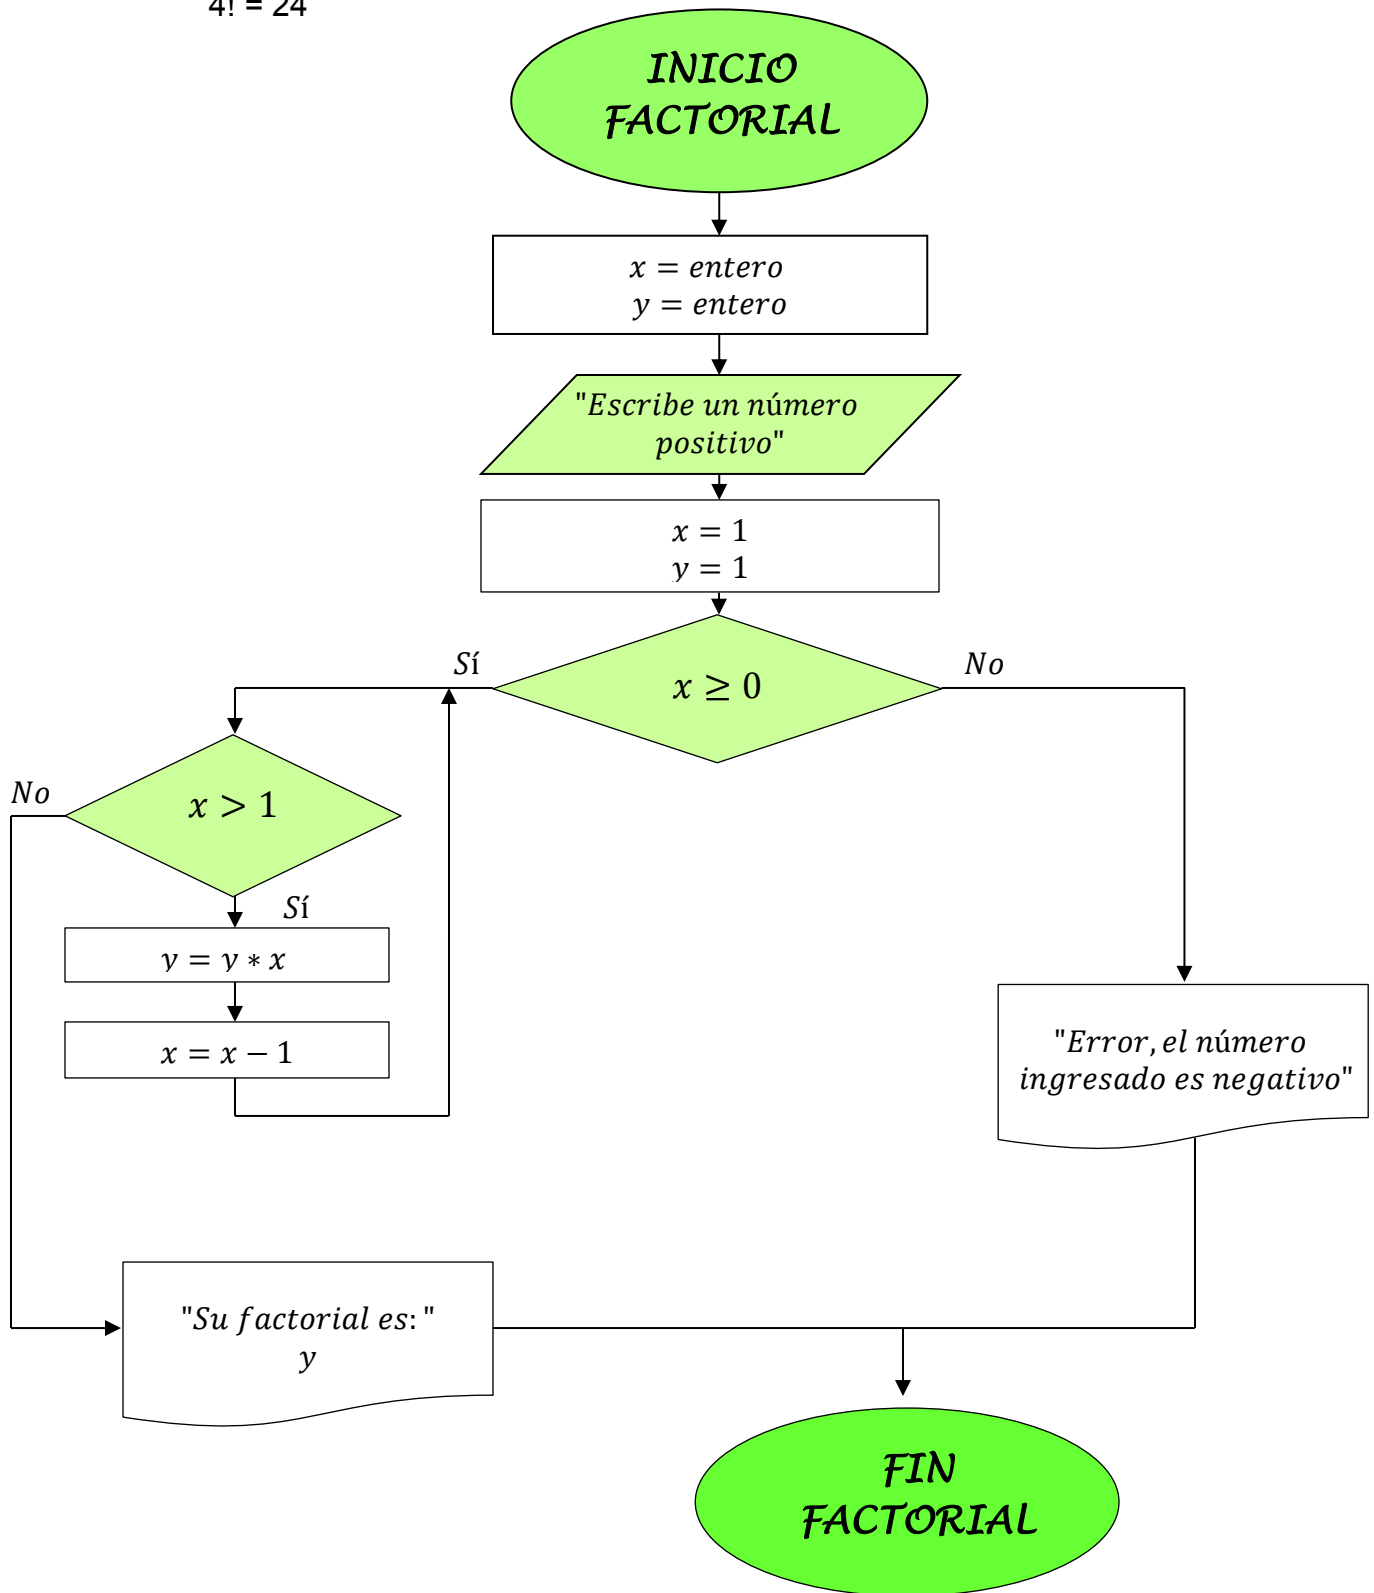 4! = 24
INICIO
FACTORIAL
x = entero
y = entero
"Escribe un número
positivo"
x = 1
y = 1
Sí
x ≥ 0
No
No
x > 1
Sí
y = y * x
x = x − 1
"Error, el número
ingresado es negativo"
"Su factorial es: "
y
FIN
FACTORIAL